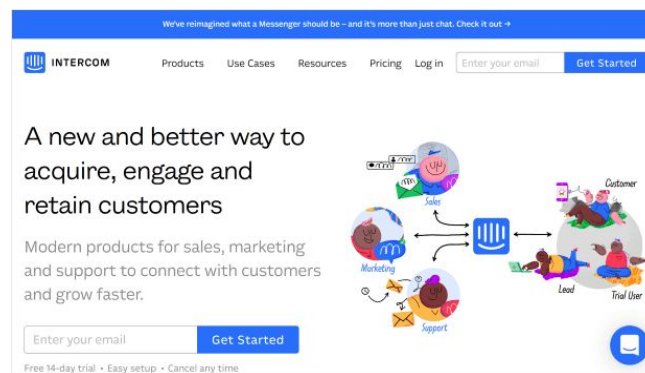 We've reimagined what a Messenger should be – and it's more than just chat. Check it out →
INTERCOM
Products
Use Cases
Resources
Pricing
Log in
Enter your email
Get Started
A new and better way to
acquire, engage and
retain customers
Modern products for sales, marketing
and support to connect with customers
and grow faster.
Enter your email
Get Started
Free 14-day trial • Easy setup • Cancel any time
Sales
Marketing
Support
Customer
Lead
Trial User